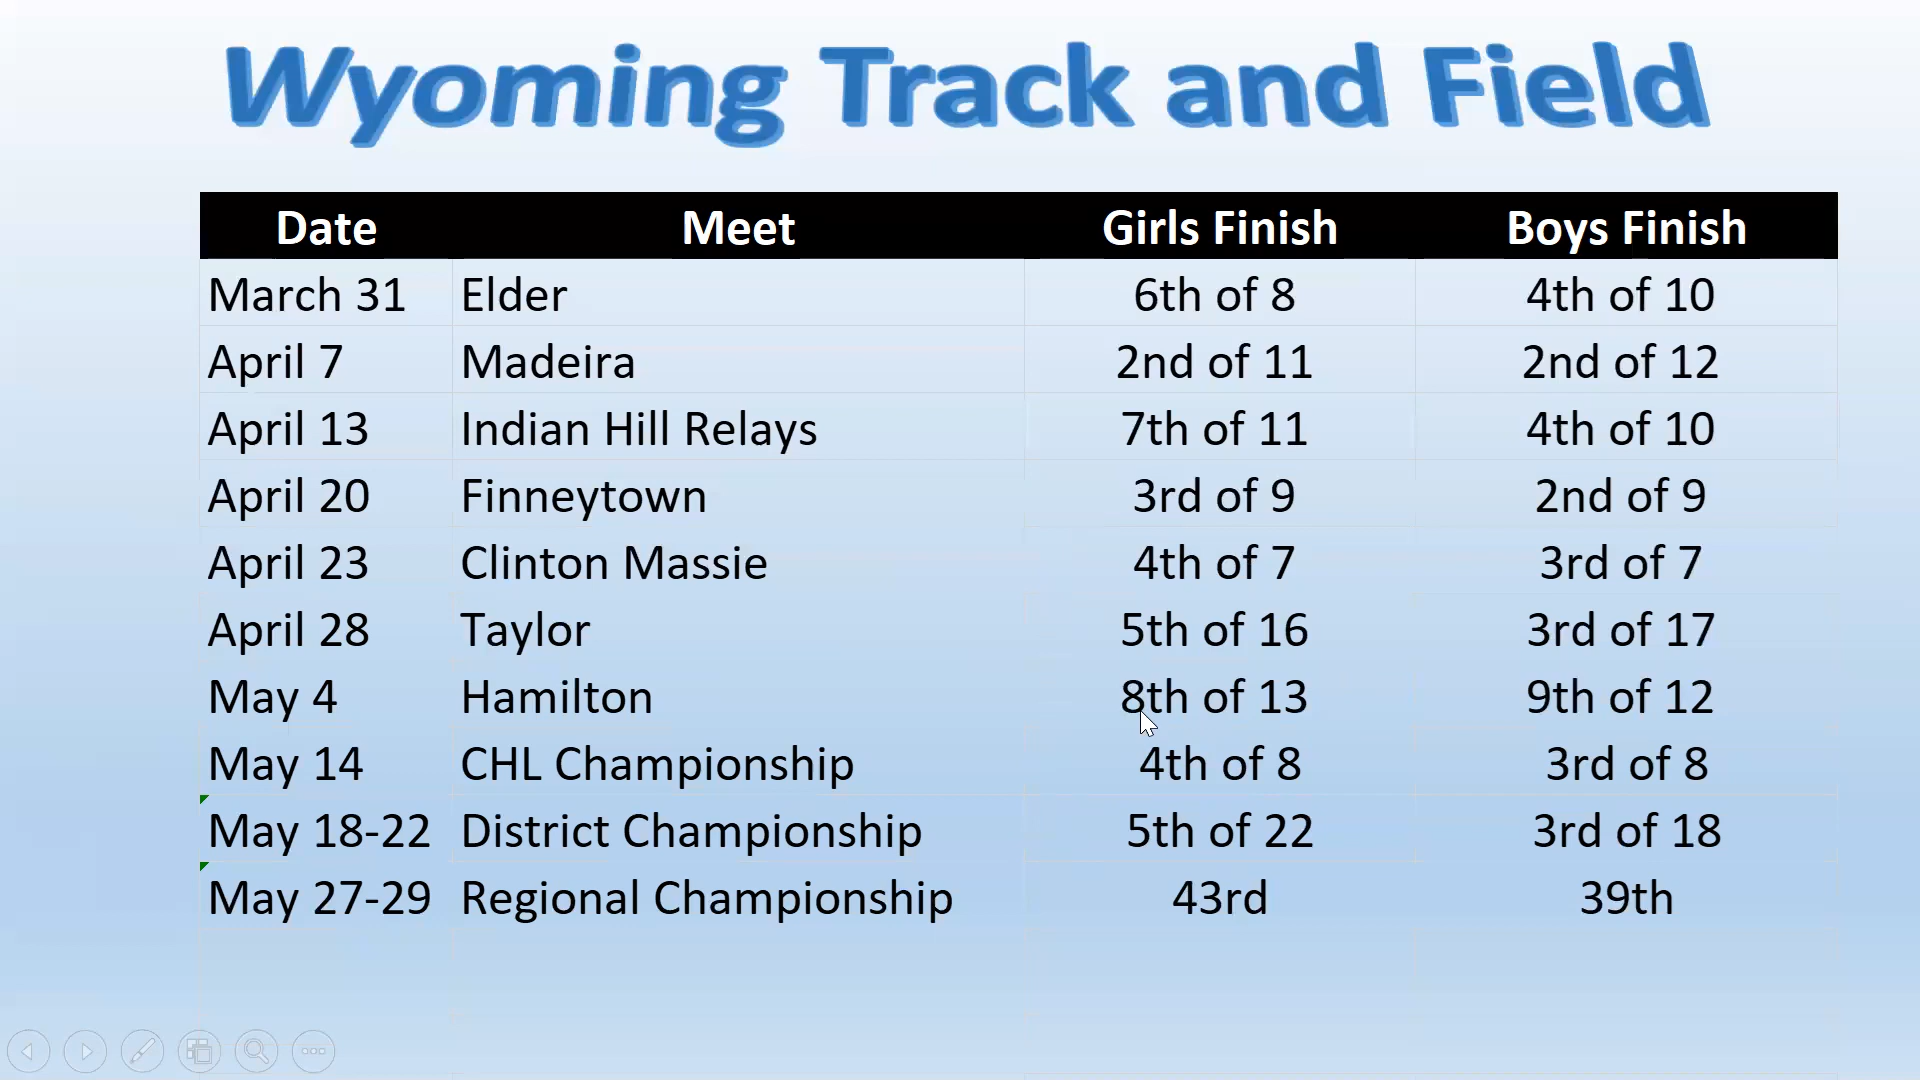 Wyoming Track and Field
Date Meet Girls Finish Boys Finish
March 31 Elder 6th of 8 4th of 10
April 7 Madeira 2nd of 11 2nd of 12
April 13 Indian Hill Relays 7th of 11 4th of 10
April 20 Finneytown 3rd of 9 2nd of 9
April 23 Clinton Massie 4th of 7 3rd of 7
April 28 Taylor 5th of 16 3rd of 17
May 4 Hamilton 8th of 13 9th of 12
May 14 CHL Championship 4th of 8 3rd of 8
May 18-22 District Championship 5th of 22 3rd of 18
May 27-29 Regional Championship 43rd 39th